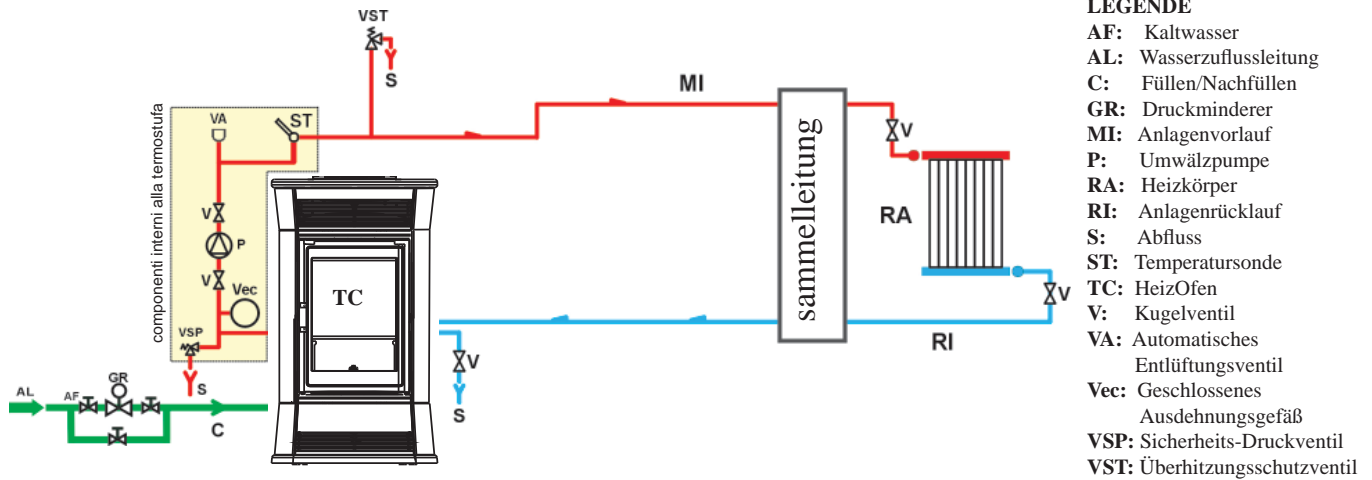 VST
S
MI
VA
ST
V
P
V
Vec
VSP
S
componenti interni alla termostufa
TC
AL
AF
GR
C
V
S
sammelleitung
V
RA
V
RI
LEGENDE
AF: Kaltwasser
AL: Wasserzuflussleitung
C: Füllen/Nachfüllen
GR: Druckminderer
MI: Anlagenvorlauf
P: Umwälzpumpe
RA: Heizkörper
RI: Anlagenrücklauf
S: Abfluss
ST: Temperatursonde
TC: HeizOfen
V: Kugelventil
VA: Automatisches
Entlüftungsventil
Vec: Geschlossenes
Ausdehnungsgefäß
VSP: Sicherheits-Druckventil
VST: Überhitzungsschutzventil